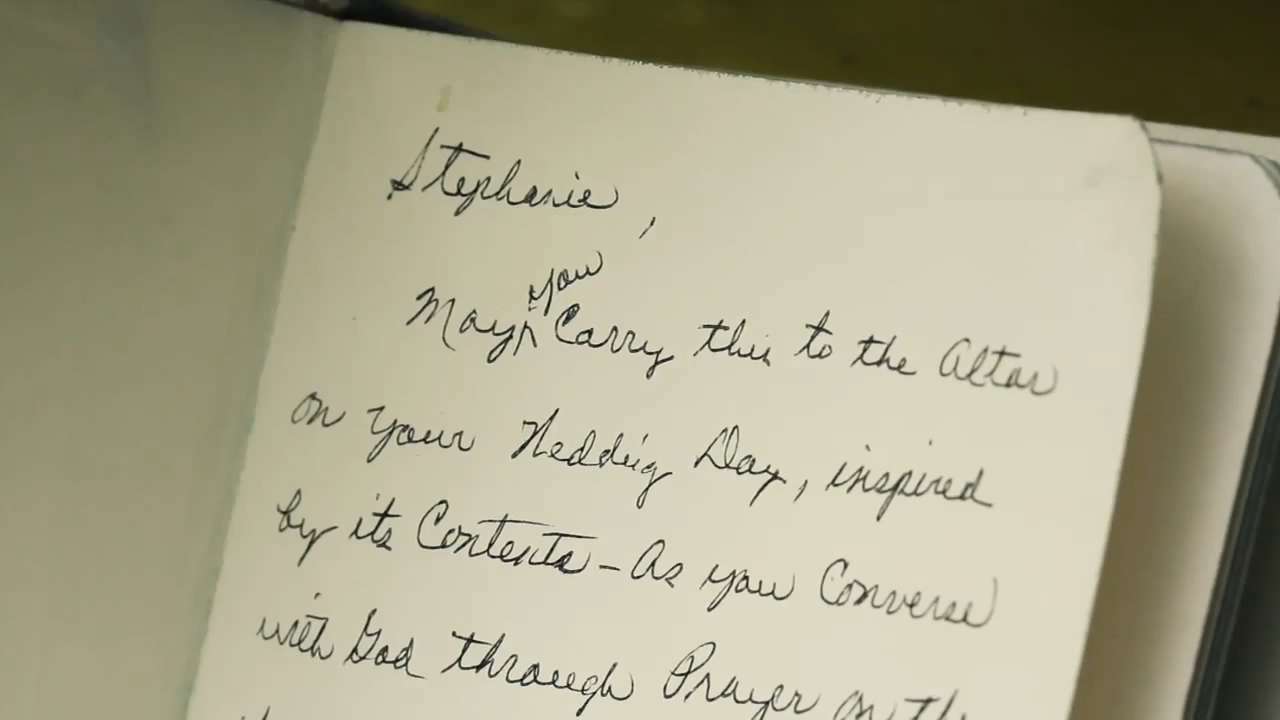 Stephanie,
May you Carry this to the Altar
on your Wedding Day, inspired
by its Contents - As you Converse
with God through Prayer on